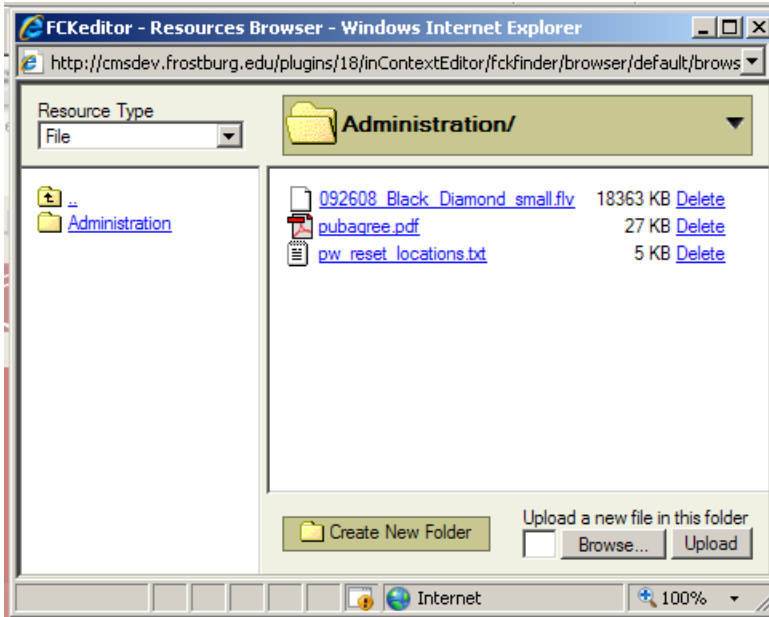 FCKeditor - Resources Browser - Windows Internet Explorer
http://cmsdev.frostburg.edu/plugins/18/inContextEditor/fckfinder/browser/default/brows
Resource Type
File
Administration/
..
Administration
092608_Black_Diamond_small.flv 18363 KB Delete
pubagree.pdf 27 KB Delete
pw_reset_locations.txt 5 KB Delete
Create New Folder
Upload a new file in this folder
Browse... Upload
Internet
100%